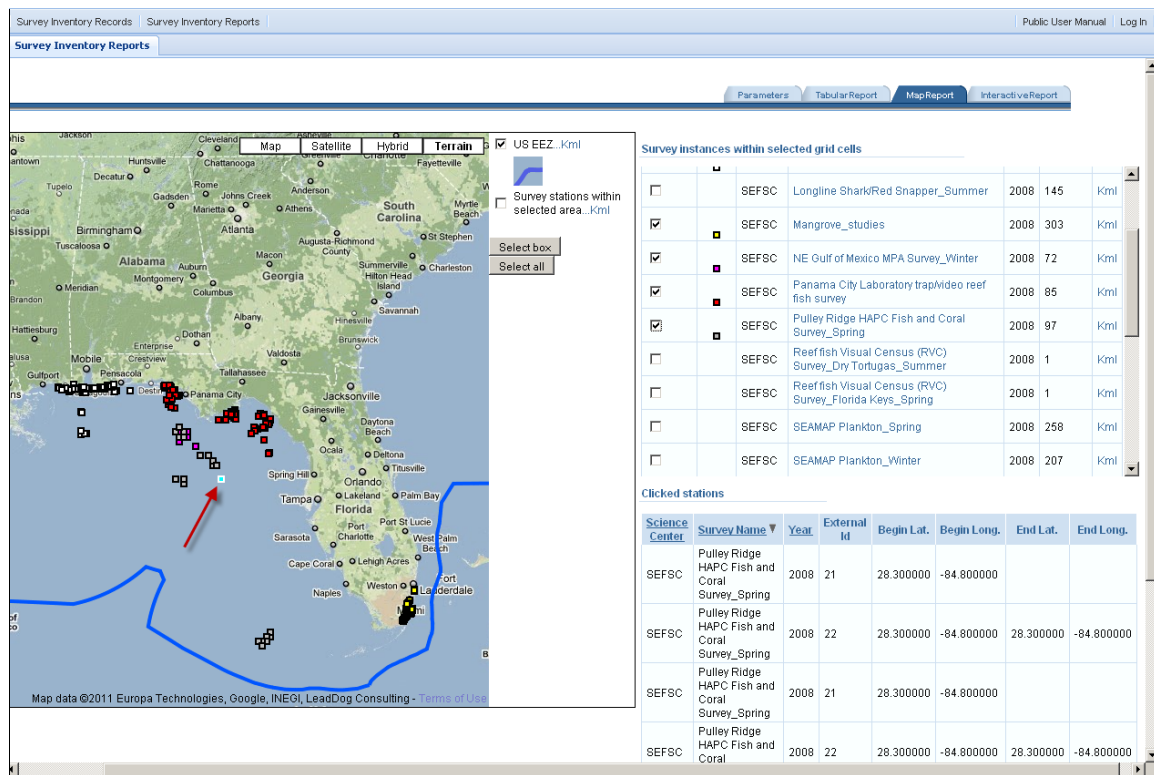 Survey Inventory Records Survey Inventory Reports Public User Manual Log In
Survey Inventory Reports
Parameters TabularReport MapReport InteractiveReport
Map Satellite Hybrid Terrain
Jackson
Cleveland
Huntsville
Chattanooga
Fayetteville
Decatur
Tupelo
Rome
Gadsden
Johns Creek
Anderson
Marietta
Athens
South Carolina
Myrtle Beach
Birmingham
Atlanta
Tuscaloosa
Augusta-Richmond County
St Stephen
Alabama
Auburn
Macon
Georgia
Summerville
Charleston
Meridian
Montgomery
Columbus
Hilton Head Island
Brandon
Savannah
Albany
Hinesville
Hattiesburg
Dothan
Enterprise
Brunswick
Mobile
Crestview
Valdosta
Gulfport
Pensacola
Tallahassee
Destin
Panama City
Jacksonville
Gainesville
Daytona Beach
Ocala
Deltona
Spring Hill
Titusville
Orlando
Tampa
Lakeland
Palm Bay
Florida
Port Charlotte
Port St Lucie
Sarasota
West Palm Beach
Cape Coral
Lehigh Acres
Naples
Weston
Fort Lauderdale
Map data ©2011 Europa Technologies, Google, INEGI, LeadDog Consulting - Terms of Use
US EEZ...Kml
Survey stations within
selected area...Kml
Select box
Select all
Survey instances within selected grid cells
SEFSC Longline Shark/Red Snapper_Summer 2008 145 Kml
SEFSC Mangrove_studies 2008 303 Kml
SEFSC NE Gulf of Mexico MPA Survey_Winter 2008 72 Kml
SEFSC Panama City Laboratory trap/video reef fish survey 2008 85 Kml
SEFSC Pulley Ridge HAPC Fish and Coral Survey_Spring 2008 97 Kml
SEFSC Reef fish Visual Census (RVC) Survey_Dry Tortugas_Summer 2008 1 Kml
SEFSC Reef fish Visual Census (RVC) Survey_Florida Keys_Spring 2008 1 Kml
SEFSC SEAMAP Plankton_Spring 2008 258 Kml
SEFSC SEAMAP Plankton_Winter 2008 207 Kml
Clicked stations
Science Center Survey Name Year External Id Begin Lat. Begin Long. End Lat. End Long.
SEFSC Pulley Ridge HAPC Fish and Coral Survey_Spring 2008 21 28.300000 -84.800000
SEFSC Pulley Ridge HAPC Fish and Coral Survey_Spring 2008 22 28.300000 -84.800000 28.300000 -84.800000
SEFSC Pulley Ridge HAPC Fish and Coral Survey_Spring 2008 21 28.300000 -84.800000
SEFSC Pulley Ridge HAPC Fish and Coral 2008 22 28.300000 -84.800000 28.300000 -84.800000